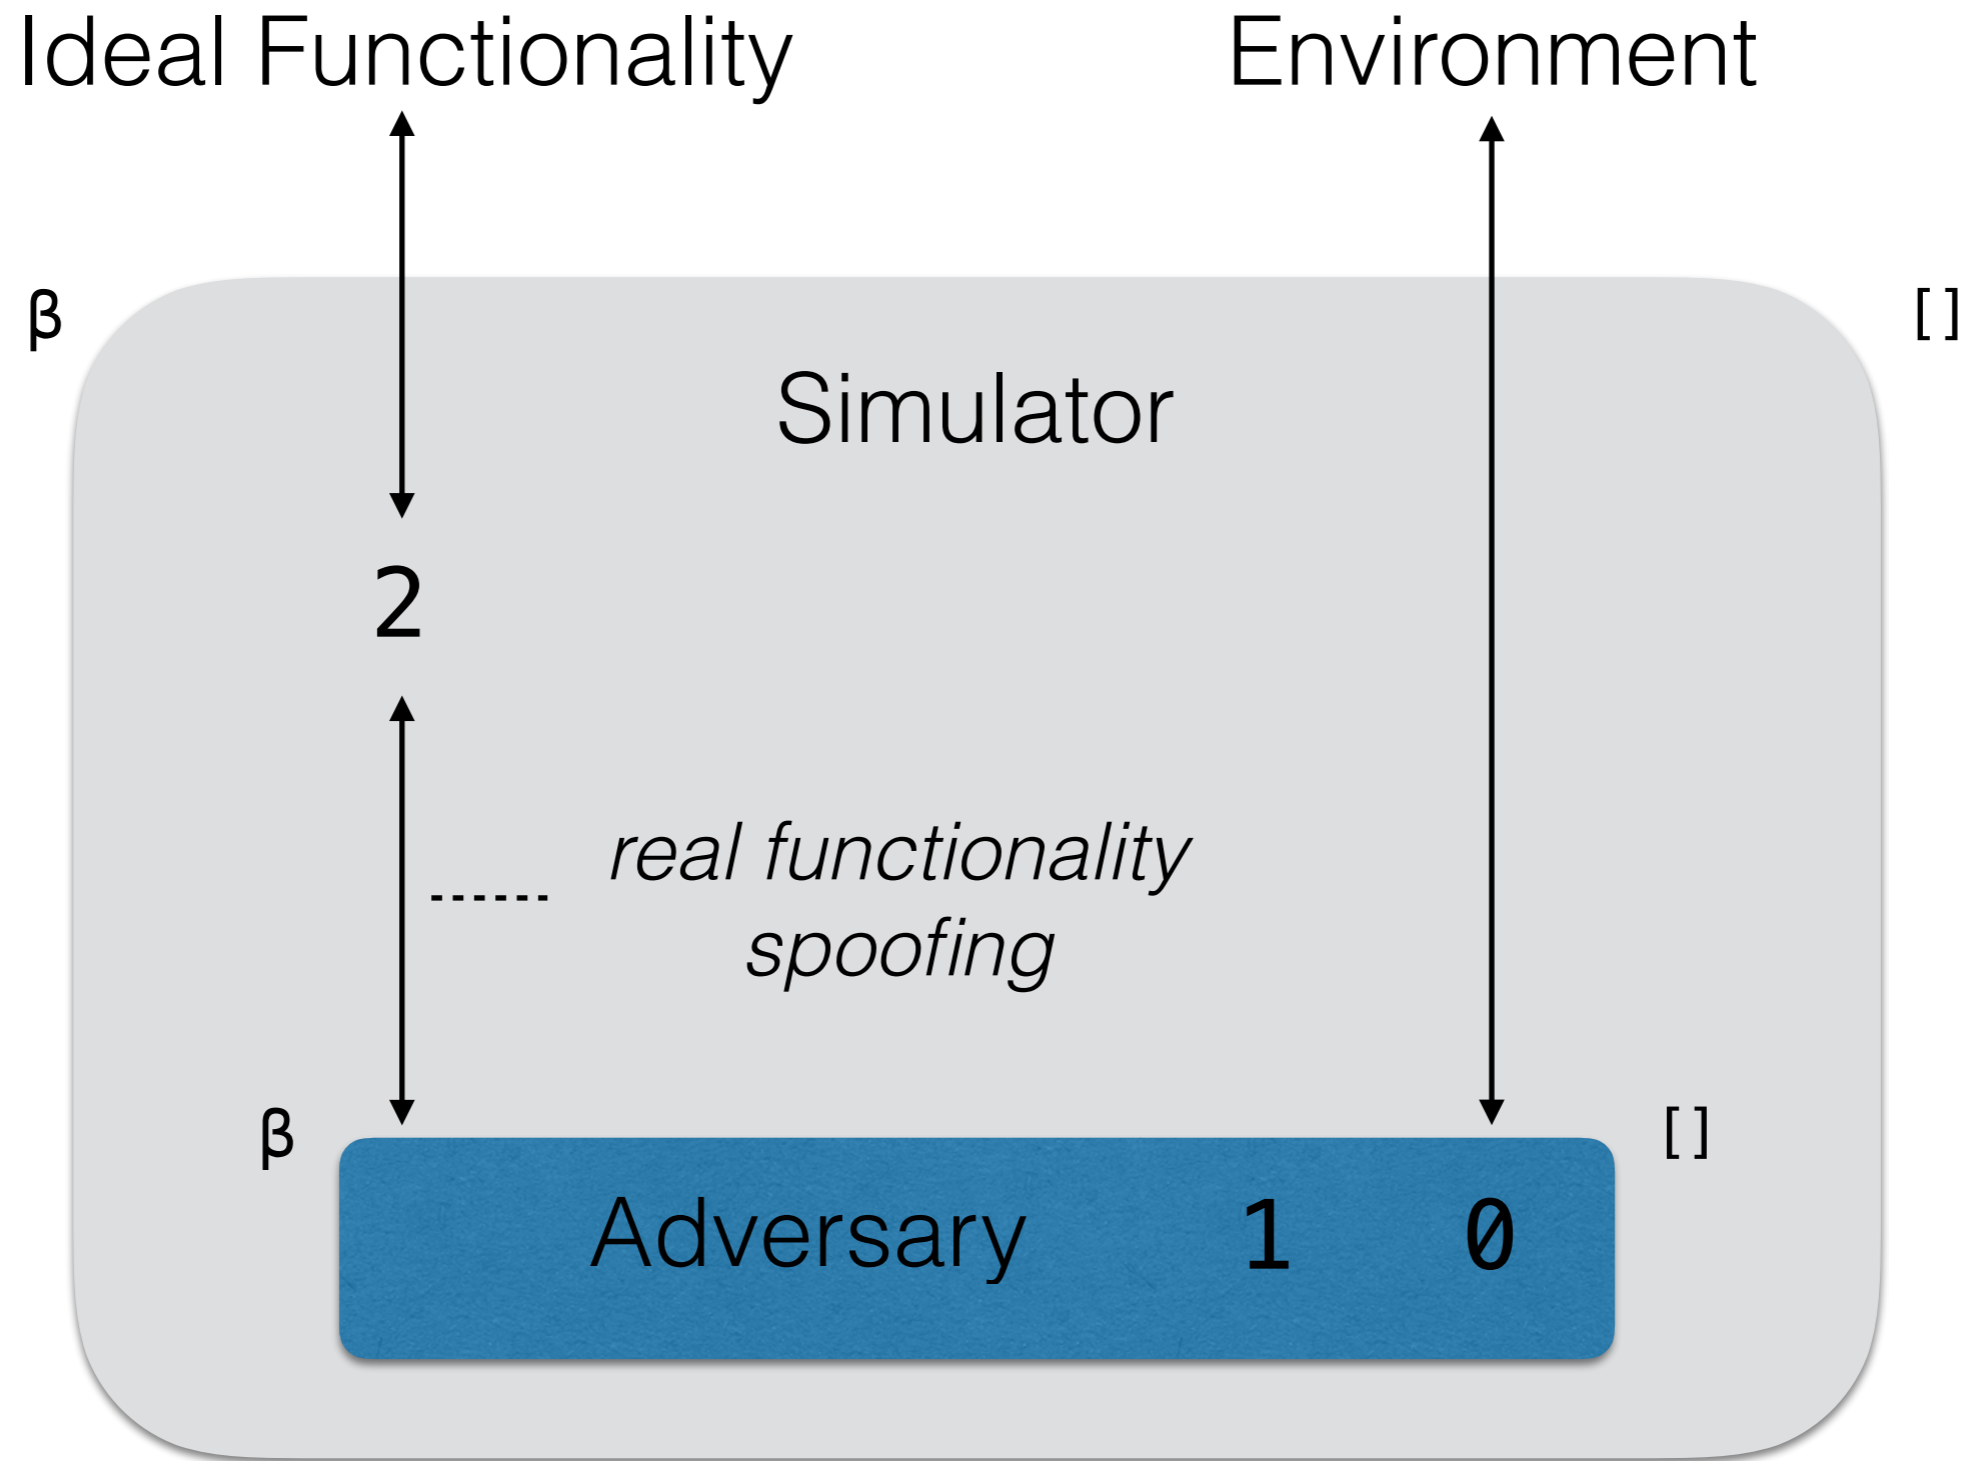 Ideal Functionality
Environment
β
[]
Simulator
2
real functionality
spoofing
β
[]
Adversary 1 0